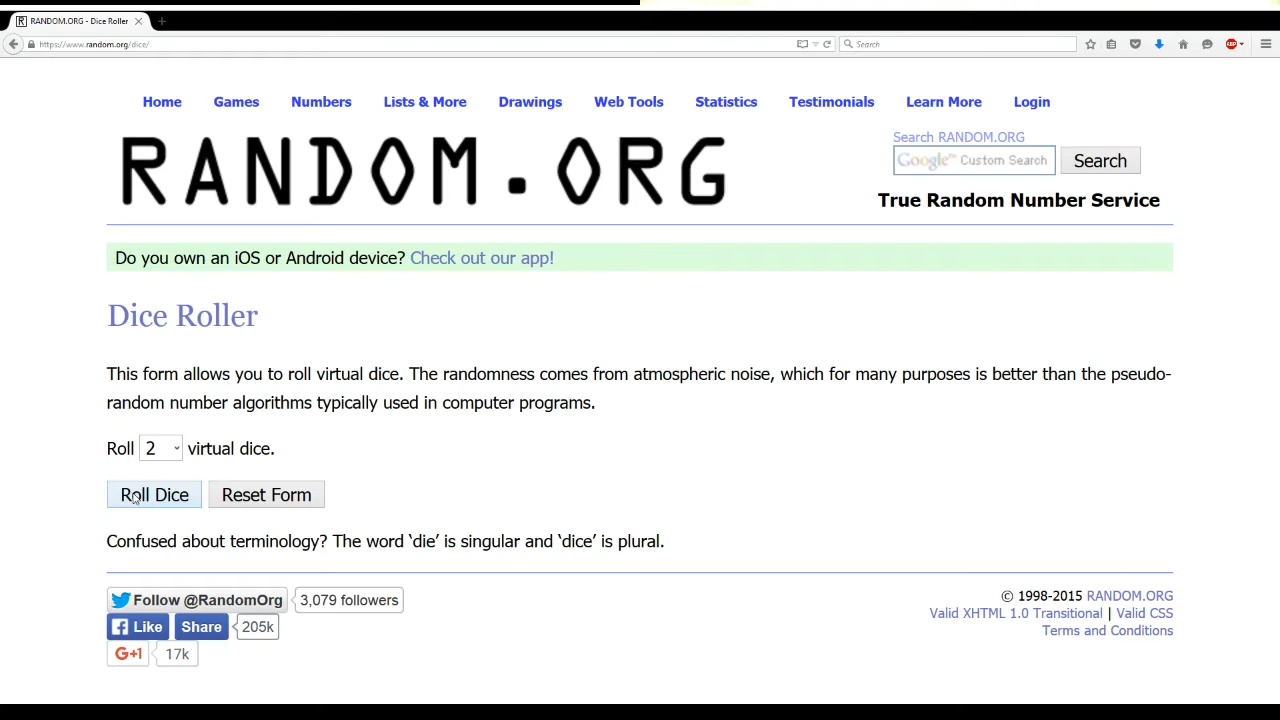 RANDOM.ORG - Dice Roller
https://www.random.org/dice/
Search
ABP
Home Games Numbers Lists & More Drawings Web Tools Statistics Testimonials Learn More Login
RANDOM.ORG
Search RANDOM.ORG
Google™ Custom Search Search
True Random Number Service
Do you own an iOS or Android device? Check out our app!
Dice Roller
This form allows you to roll virtual dice. The randomness comes from atmospheric noise, which for many purposes is better than the pseudo-
random number algorithms typically used in computer programs.
Roll 2 virtual dice.
Roll Dice Reset Form
Confused about terminology? The word ‘die’ is singular and ‘dice’ is plural.
Follow @RandomOrg 3,079 followers
Like Share 205k
G+1 17k
© 1998-2015 RANDOM.ORG
Valid XHTML 1.0 Transitional | Valid CSS
Terms and Conditions